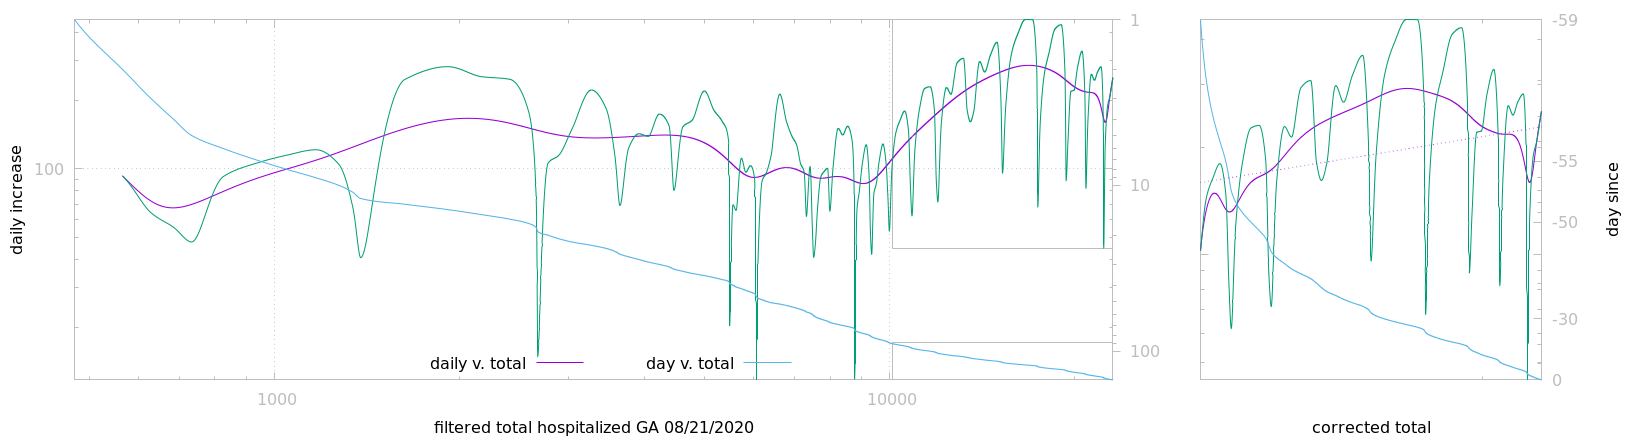 1
-59
daily increase
100
-55
10
-50
day since
-30
daily v. total
day v. total
100
0
1000
10000
filtered total hospitalized GA 08/21/2020
corrected total